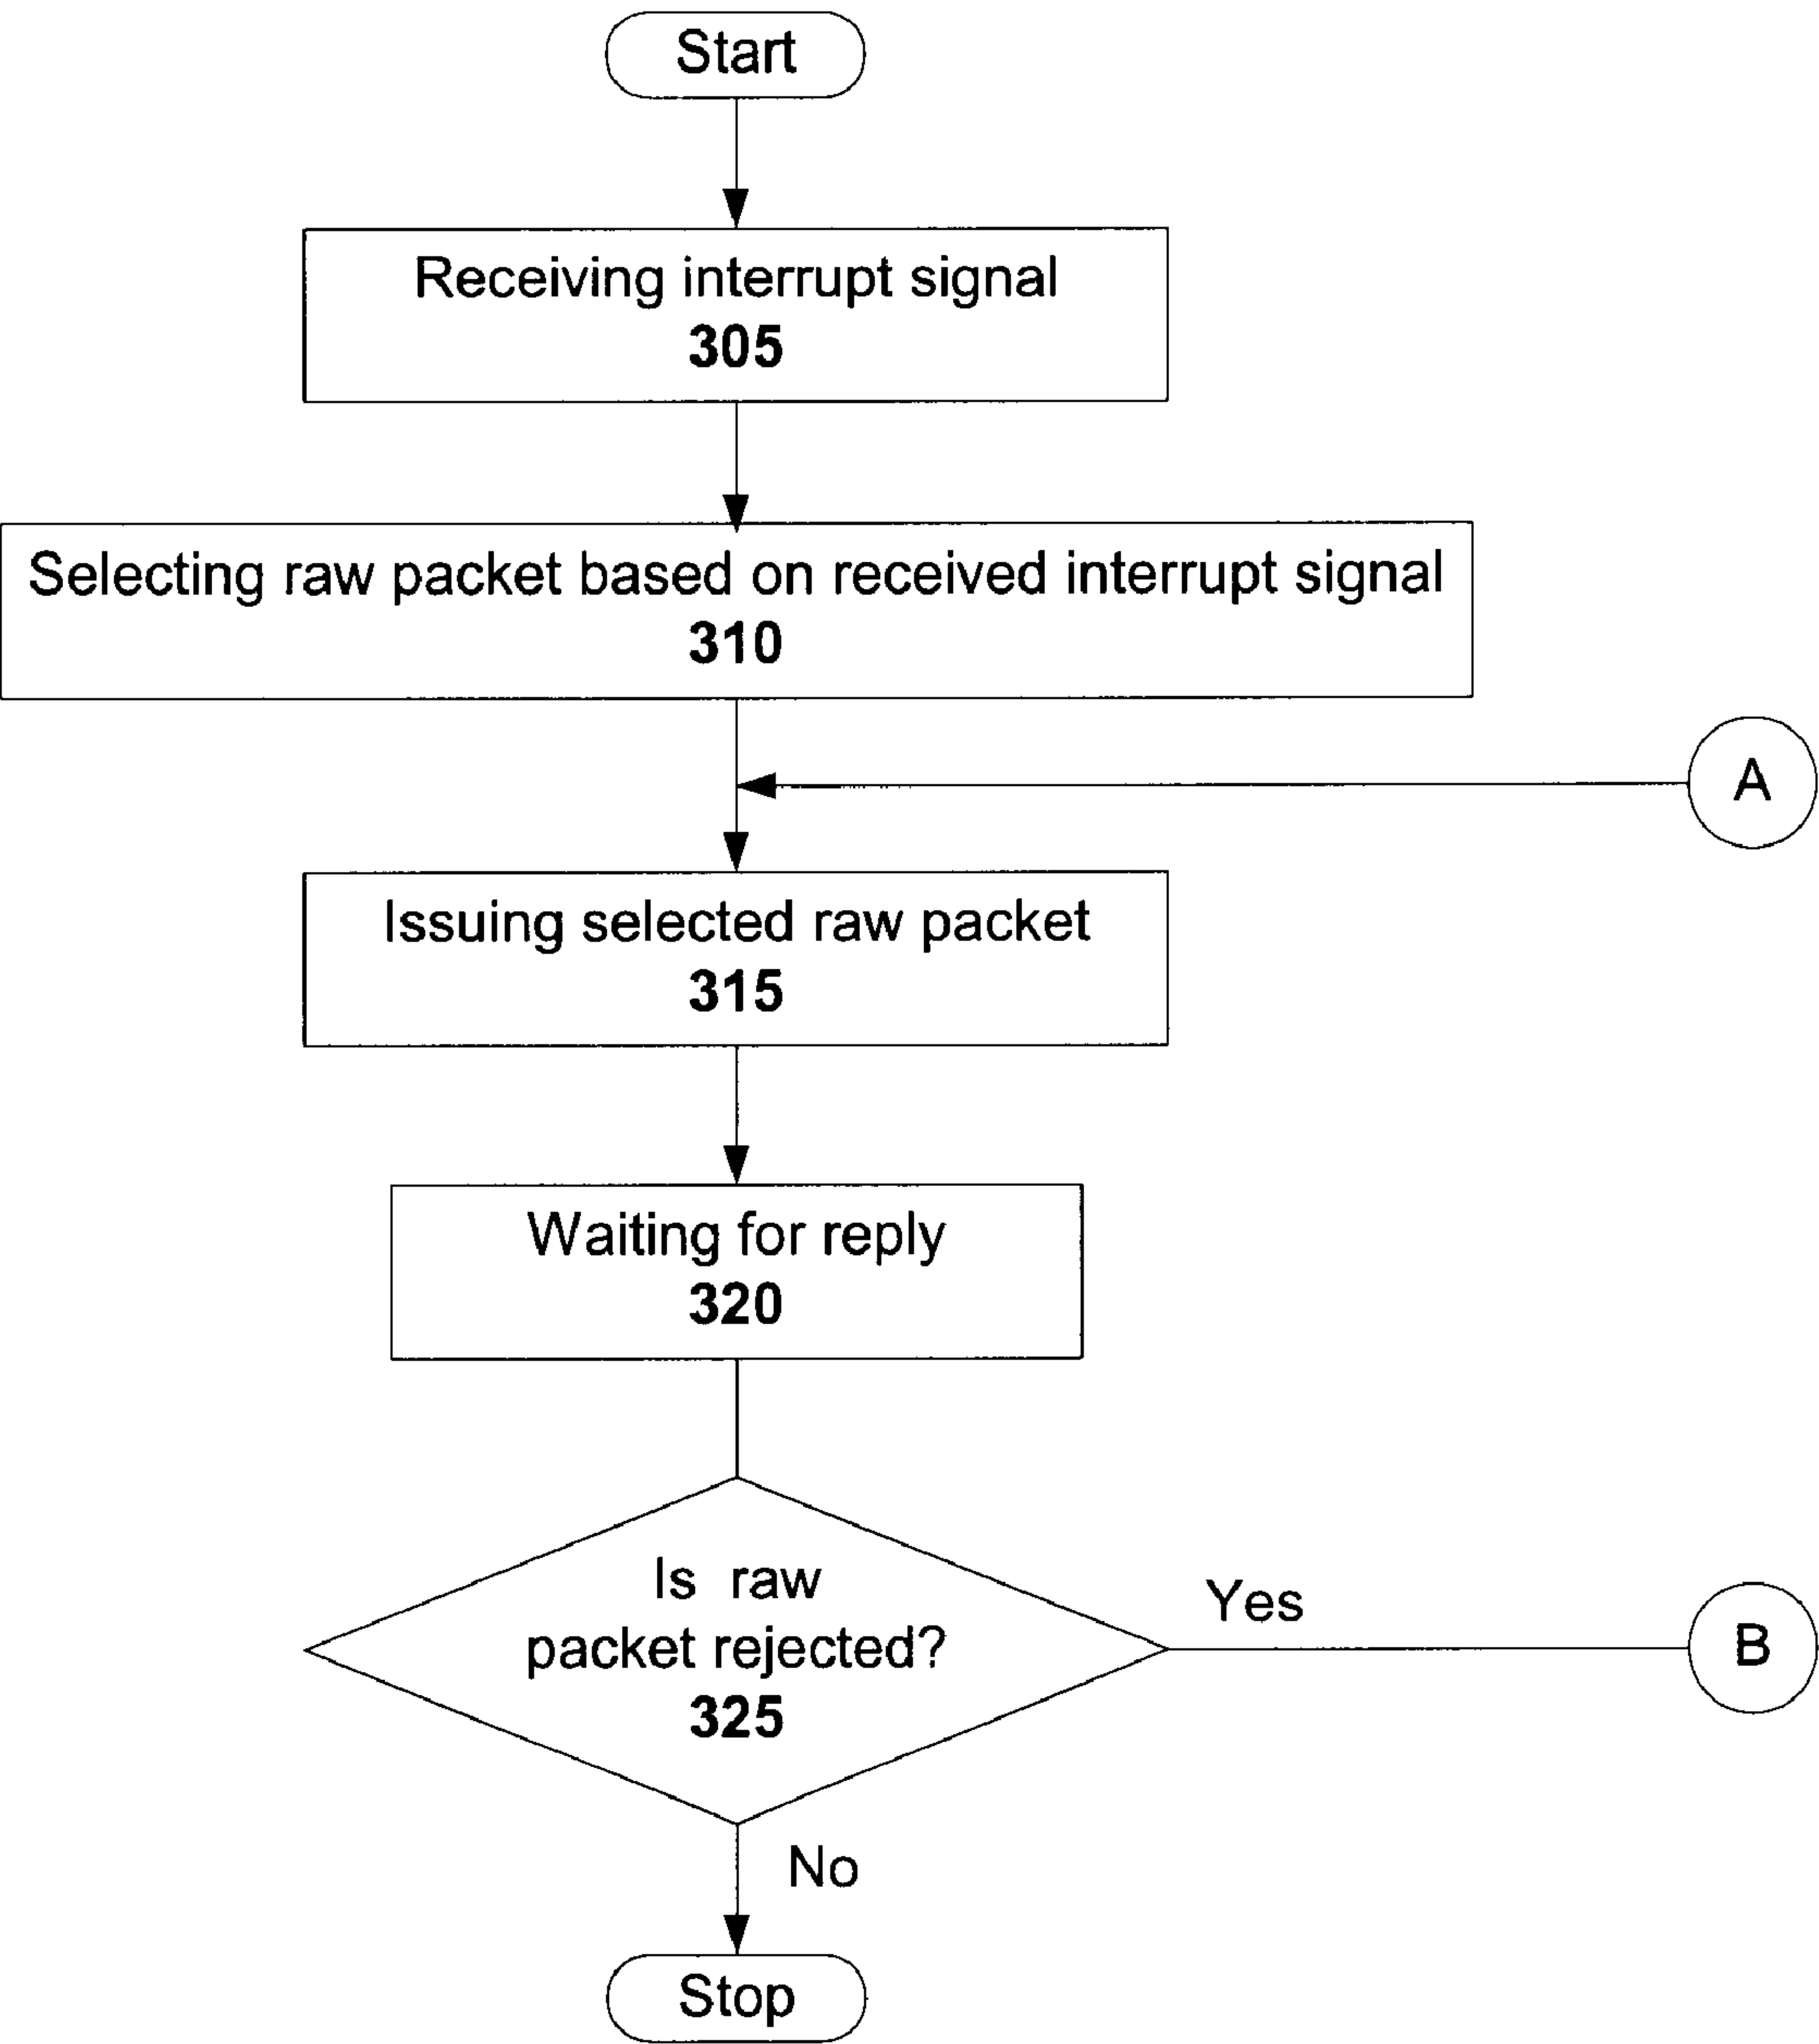 Start
Receiving interrupt signal
305
Selecting raw packet based on received interrupt signal
310
A
Issuing selected raw packet
315
Waiting for reply
320
Is raw
packet rejected?
325
Yes
B
No
Stop